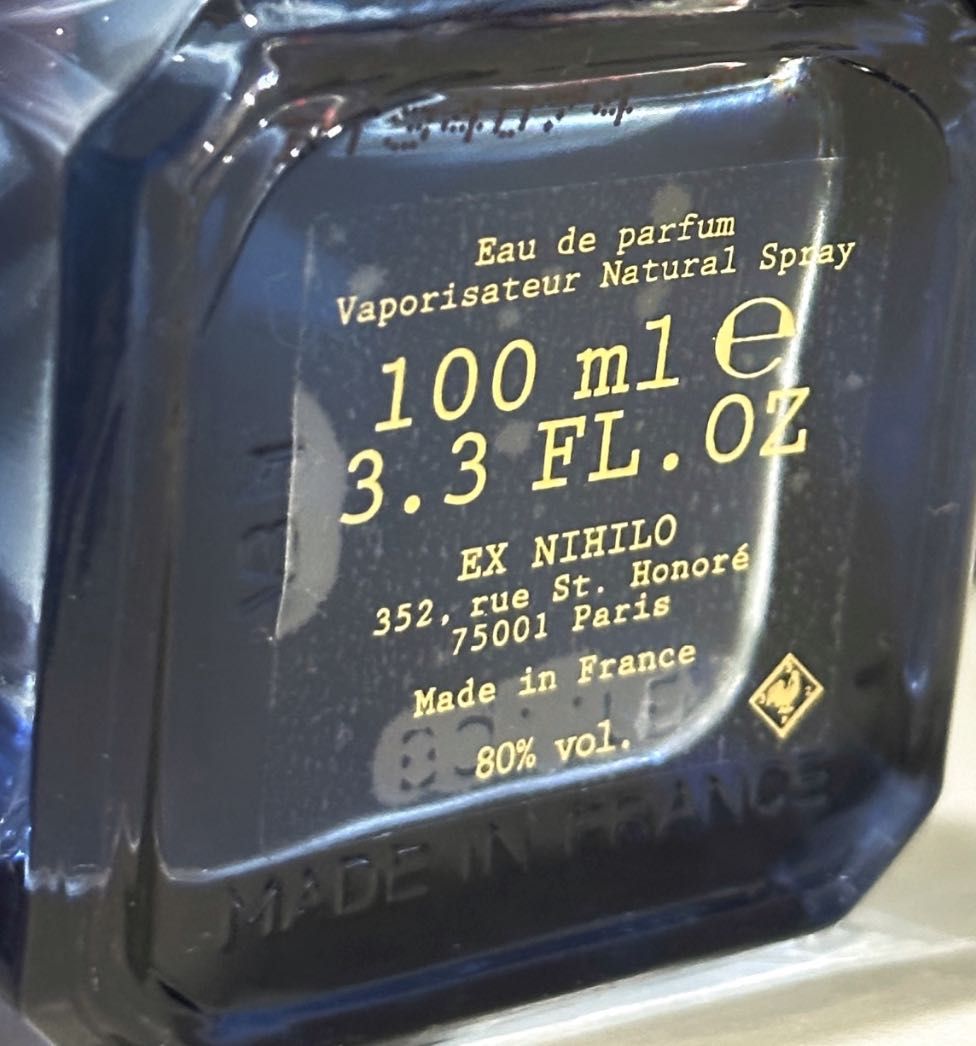 Eau de parfum
Vaporisateur Natural Spray
100 ml ℮
3.3 FL.OZ
EX NIHILO
352, rue St. Honoré
75001 Paris
Made in France
80% vol.
MADE IN FRANCE